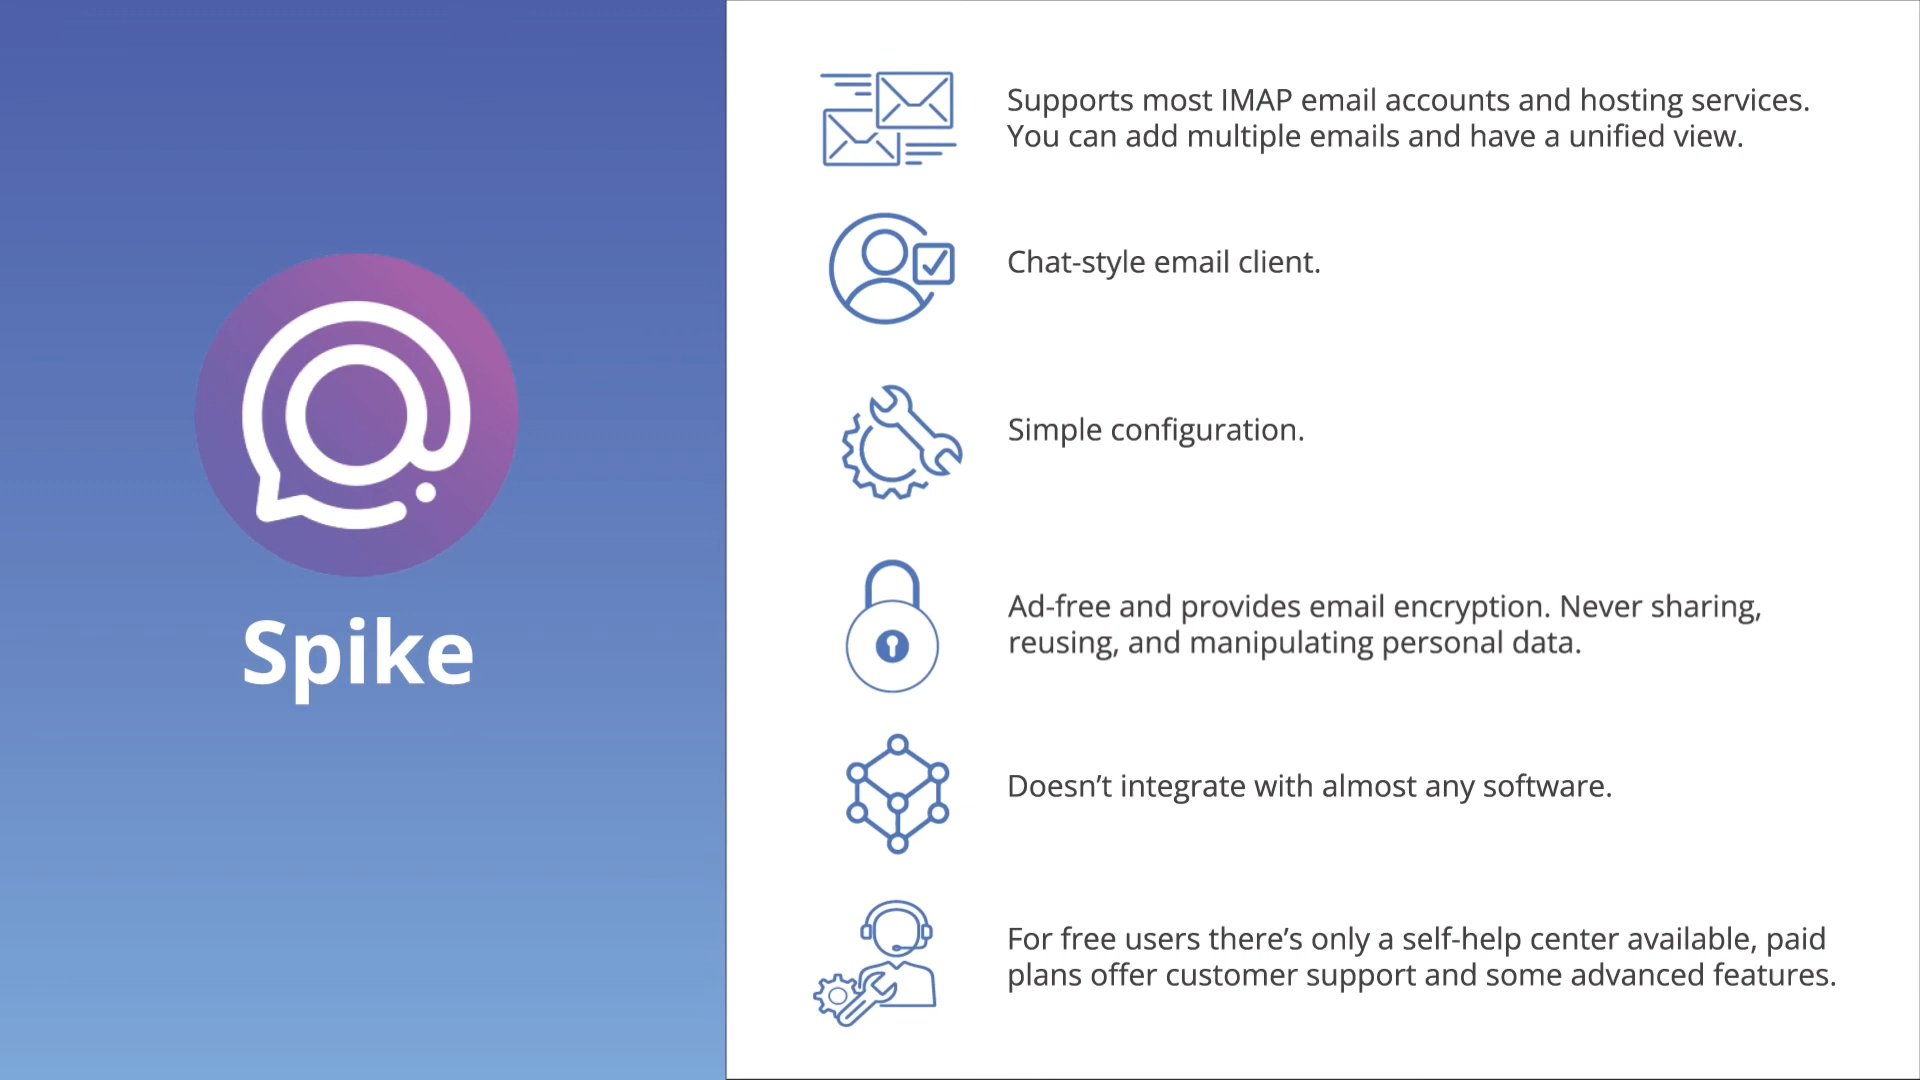 Spike
Supports most IMAP email accounts and hosting services.
You can add multiple emails and have a unified view.
Chat-style email client.
Simple configuration.
Ad-free and provides email encryption. Never sharing,
reusing, and manipulating personal data.
Doesn’t integrate with almost any software.
For free users there’s only a self-help center available, paid
plans offer customer support and some advanced features.